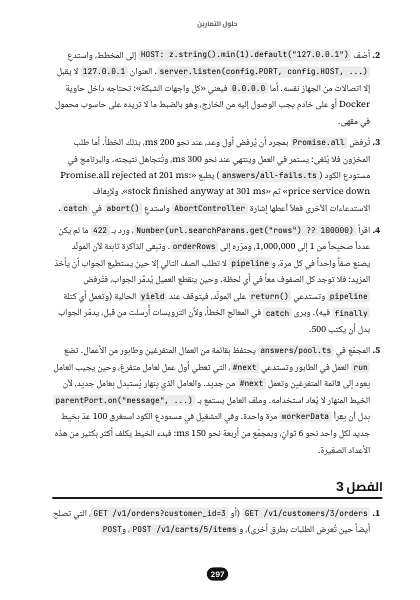 حلول التمارين
2. أضف HOST: z.string().min(1).default("127.0.0.1") إلى المخطط، واستدع
server.listen(config.PORT, config.HOST, ...). العنوان 127.0.0.1 لا يقبل
إلا اتصالات من الجهاز نفسه. أما 0.0.0.0 فيعني «كل واجهات الشبكة»: تحتاجه داخل حاوية
Docker أو على خادم يجب الوصول إليه من الخارج، وهو بالضبط ما لا تريده على حاسوب محمول
في مقهى.
3. تُرفض Promise.all بمجرد أن يُرفض أول وعد، عند نحو 200 ms، بذلك الخطأ. أما طلب
المخزون فلا يُلغى: يستمر في العمل وينتهي عند نحو 300 ms، وتُتجاهل نتيجته. والبرنامج في
مستودع الكود (answers/all-fails.ts) يطبع «Promise.all rejected at 201 ms:
price service down» ثم «stock finished anyway at 301 ms». ولإيقاف
الاستدعاءات الأخرى فعلاً أعطها إشارة AbortController واستدعِ abort() في catch.
4. اقرأ Number(url.searchParams.get("rows") ?? 100000)، ورد بـ 422 ما لم يكن
عدداً صحيحاً من 1 إلى 1,000,000، ومرّره إلى orderRows. وتبقى الذاكرة ثابتة لأن المولّد
يصنع صفاً واحداً في كل مرة، و pipeline لا تطلب الصف التالي إلا حين يستطيع الجواب أن يأخذ
المزيد: فلا توجد كل الصفوف معاً في أي لحظة. وحين ينقطع العميل يُدمَّر الجواب، فتُرفض
pipeline وتستدعي return() على المولّد، فيتوقف عند yield الحالية (وتعمل أي كتلة
finally فيه). ويرى catch في المعالج الخطأ، ولأن الترويسات أُرسلت من قبل، يدمّر الجواب
بدل أن يكتب 500.
5. المجمّع في answers/pool.ts يحتفظ بقائمة من العمال المتفرغين وطابور من الأعمال. تضع
run العمل في الطابور وتستدعي #next، التي تعطي أول عمل لعامل متفرغ، وحين يجيب العامل
يعود إلى قائمة المتفرغين وتعمل #next من جديد. والعامل الذي ينهار يُستبدل بعامل جديد، لأن
الخيط المنهار لا يُعاد استخدامه. وملف العامل يستمع بـ parentPort.on("message", ...)
بدل أن يقرأ workerData مرة واحدة. وفي التشغيل في مستودع الكود استغرق 100 عدّ بخيط
جديد لكل واحد نحو 6 ثوانٍ، وبمجمّع من أربعة نحو 150 ms: فبدء الخيط يكلف أكثر بكثير من هذه
الأعداد الصغيرة.
الفصل 3
1. GET /v1/customers/3/orders (أو GET /v1/orders?customer_id=3، التي تصلح
أيضاً حين تُعرض الطلبات بطرق أخرى)، و POST /v1/carts/5/items، و POST
297